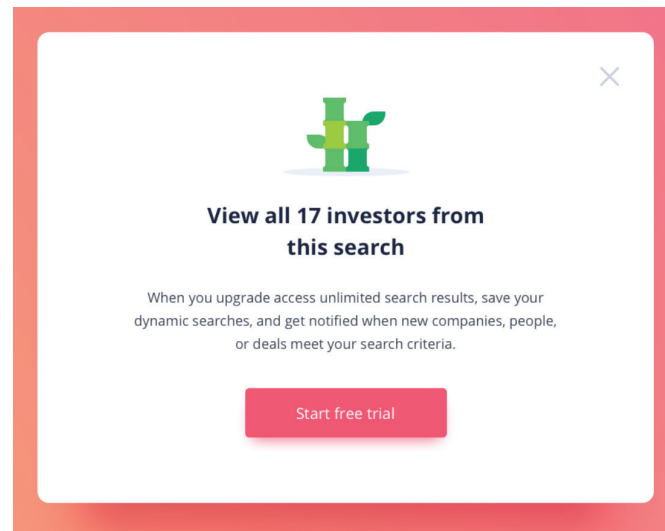 View all 17 investors from
this search
When you upgrade access unlimited search results, save your
dynamic searches, and get notified when new companies, people,
or deals meet your search criteria.
Start free trial